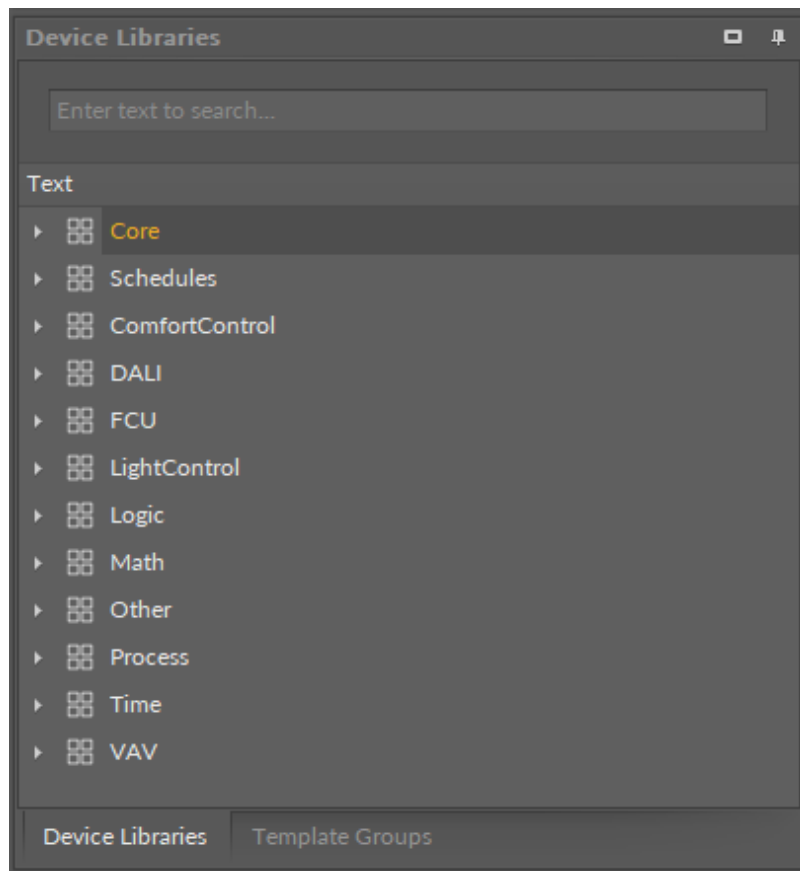 Device Libraries
Enter text to search...
Text
Core
Schedules
ComfortControl
DALI
FCU
LightControl
Logic
Math
Other
Process
Time
VAV
Device Libraries Template Groups